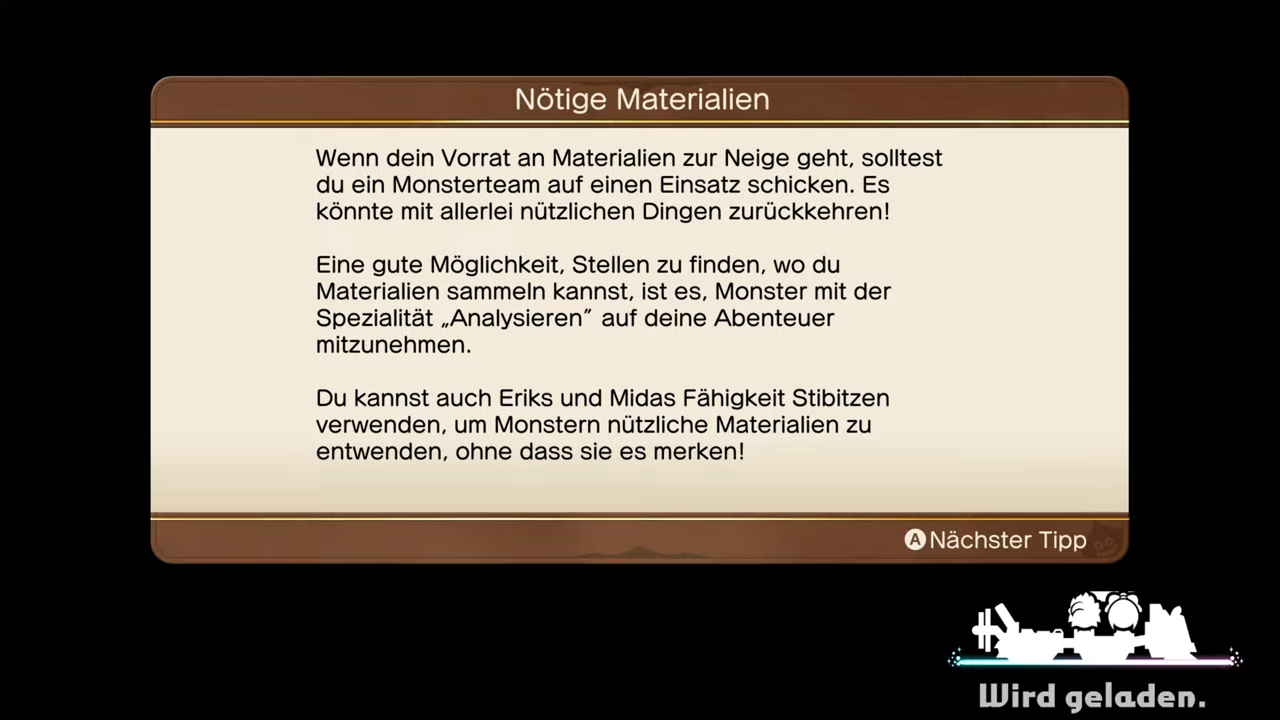 Nötige Materialien
Wenn dein Vorrat an Materialien zur Neige geht, solltest
du ein Monsterteam auf einen Einsatz schicken. Es
könnte mit allerlei nützlichen Dingen zurückkehren!
Eine gute Möglichkeit, Stellen zu finden, wo du
Materialien sammeln kannst, ist es, Monster mit der
Spezialität „Analysieren” auf deine Abenteuer
mitzunehmen.
Du kannst auch Eriks und Midas Fähigkeit Stibitzen
verwenden, um Monstern nützliche Materialien zu
entwenden, ohne dass sie es merken!
A Nächster Tipp
Wird geladen.